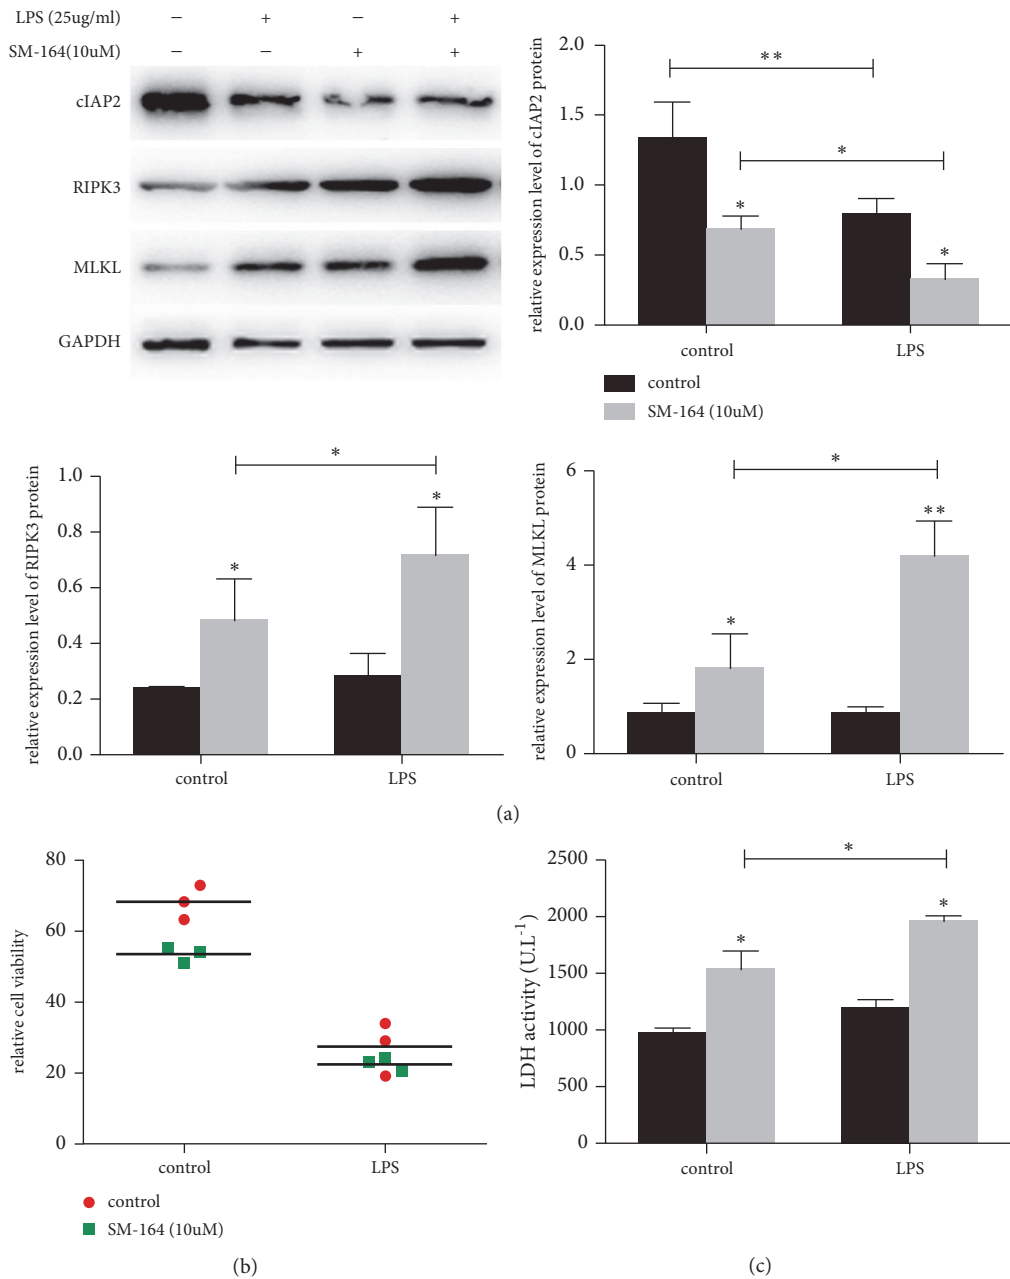 LPS (25ug/ml) − + − +
SM-164(10uM) − − + +
cIAP2
RIPK3
MLKL
GAPDH
relative expression level of cIAP2 protein
2.0
1.5
1.0
0.5
0.0
**
*
*
*
control LPS
control
SM-164 (10uM)
relative expression level of RIPK3 protein
1.0
0.8
0.6
0.4
0.2
0.0
*
*
*
control LPS
relative expression level of MLKL protein
6
4
2
0
*
**
*
control LPS
(a)
relative cell viability
80
60
40
20
0
control LPS
control
SM-164 (10uM)
(b)
LDH activity (U.L⁻¹)
2500
2000
1500
1000
500
0
*
*
*
control LPS
(c)